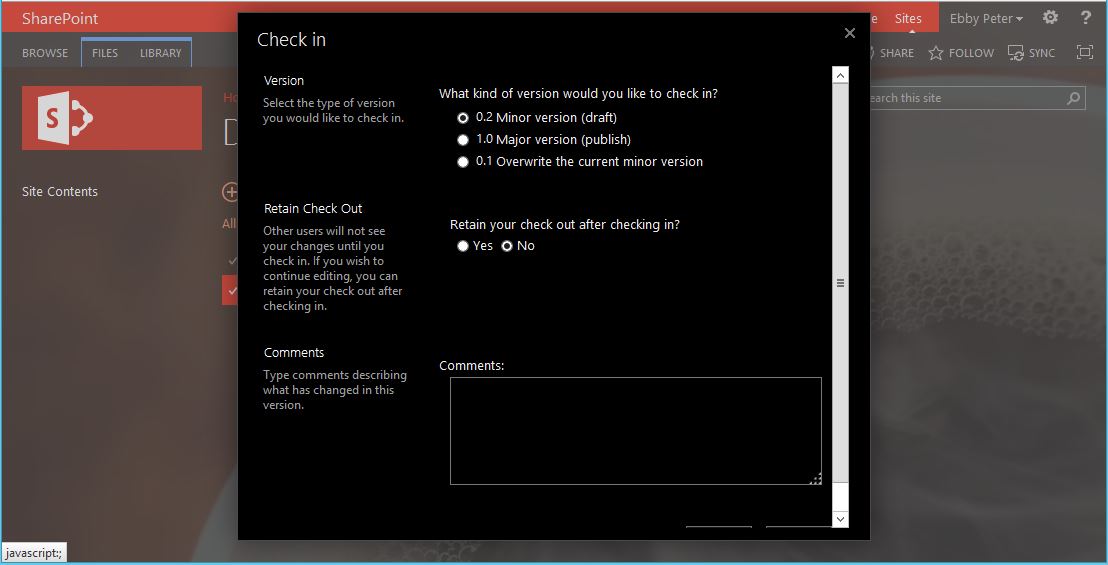 SharePoint
Sites
Ebby Peter
?
BROWSE
FILES
LIBRARY
SHARE
FOLLOW
SYNC
earch this site
S
Site Contents
All
Check in
Version
Select the type of version
you would like to check in.
What kind of version would you like to check in?
0.2 Minor version (draft)
1.0 Major version (publish)
0.1 Overwrite the current minor version
Retain Check Out
Other users will not see
your changes until you
check in. If you wish to
continue editing, you can
retain your check out after
checking in.
Retain your check out after checking in?
Yes No
Comments
Type comments describing
what has changed in this
version.
Comments:
javascript:;